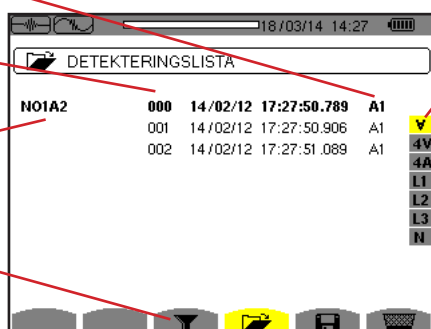 18/03/14 14:27
DETEKTERINGSLISTA
NO1A2 000 14/02/12 17:27:50.789 A1
001 14/02/12 17:27:50.906 A1
002 14/02/12 17:27:51.089 A1
∀
4V
4A
L1
L2
L3
N